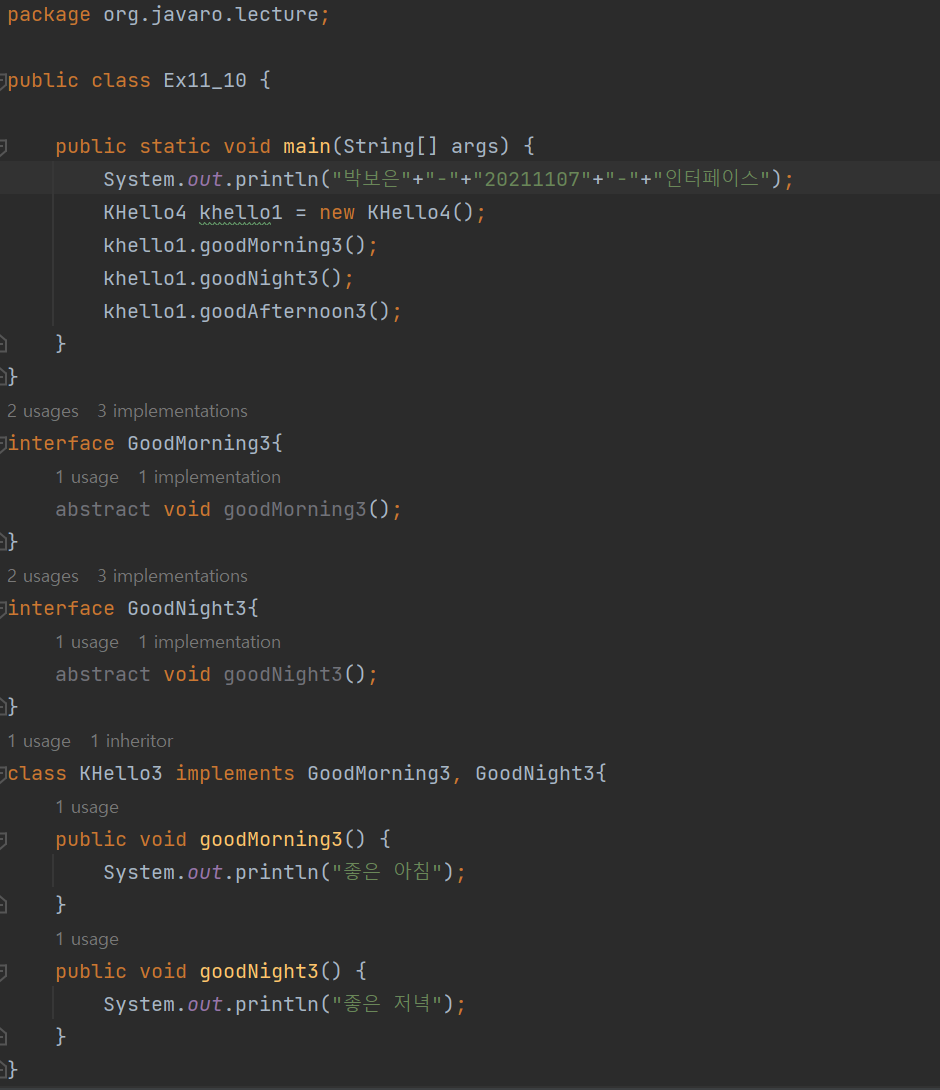 package org.javaro.lecture;
public class Ex11_10 {
public static void main(String[] args) {
System.out.println("박보은"+"-"+"20211107"+"-"+"인터페이스");
KHello4 khello1 = new KHello4();
khello1.goodMorning3();
khello1.goodNight3();
khello1.goodAfternoon3();
}
}
2 usages 3 implementations
interface GoodMorning3{
1 usage 1 implementation
abstract void goodMorning3();
}
2 usages 3 implementations
interface GoodNight3{
1 usage 1 implementation
abstract void goodNight3();
}
1 usage 1 inheritor
class KHello3 implements GoodMorning3, GoodNight3{
1 usage
public void goodMorning3() {
System.out.println("좋은 아침");
}
1 usage
public void goodNight3() {
System.out.println("좋은 저녁");
}
}